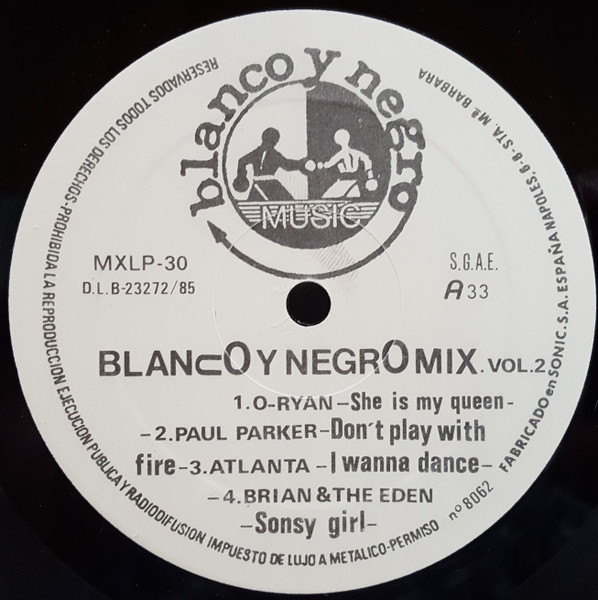 blanco y negro
MUSIC
MXLP-30
D.L.B-23272/85
S.G.A.E.
A 33
BLANCO Y NEGRO MIX. VOL.2
1.O-RYAN-She is my queen-
-2.PAUL PARKER-Don't play with
fire-3.ATLANTA-I wanna dance-
-4.BRIAN & THE EDEN
-Sonsy girl-
RESERVADOS TODOS LOS DERECHOS-PROHIBIDA LA REPRODUCCION EJECUCION PUBLICA Y RADIODIFUSION IMPUESTO DE LUJO A METALICO-PERMISO nº 8062
FABRICADO en SONIC. S.A. ESPAÑA NAPOLES, 6-8-STA. Mª BARBARA